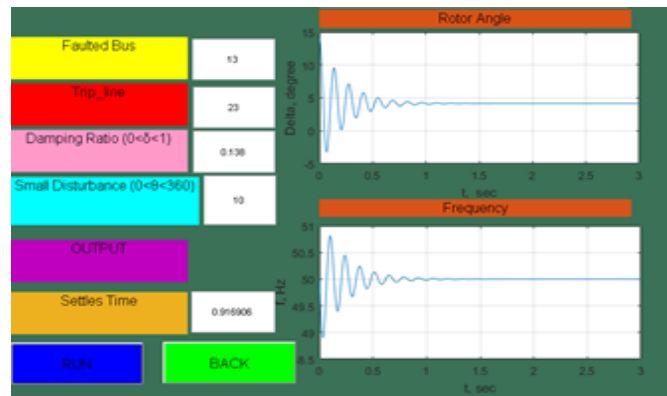 Faulted Bus
13
Trip_line
23
Damping Ratio (0<δ<1)
0.138
Small Disturbance (0<θ<360)
10
OUTPUT
Settles Time
0.916906
RUN
BACK
Rotor Angle
Delta, degree
15
10
5
0
-5
0 0.5 1 1.5 2 2.5 3
t, sec
Frequency
f, Hz
51
50.5
50
49.5
49
8.5
0 0.5 1 1.5 2 2.5 3
t, sec